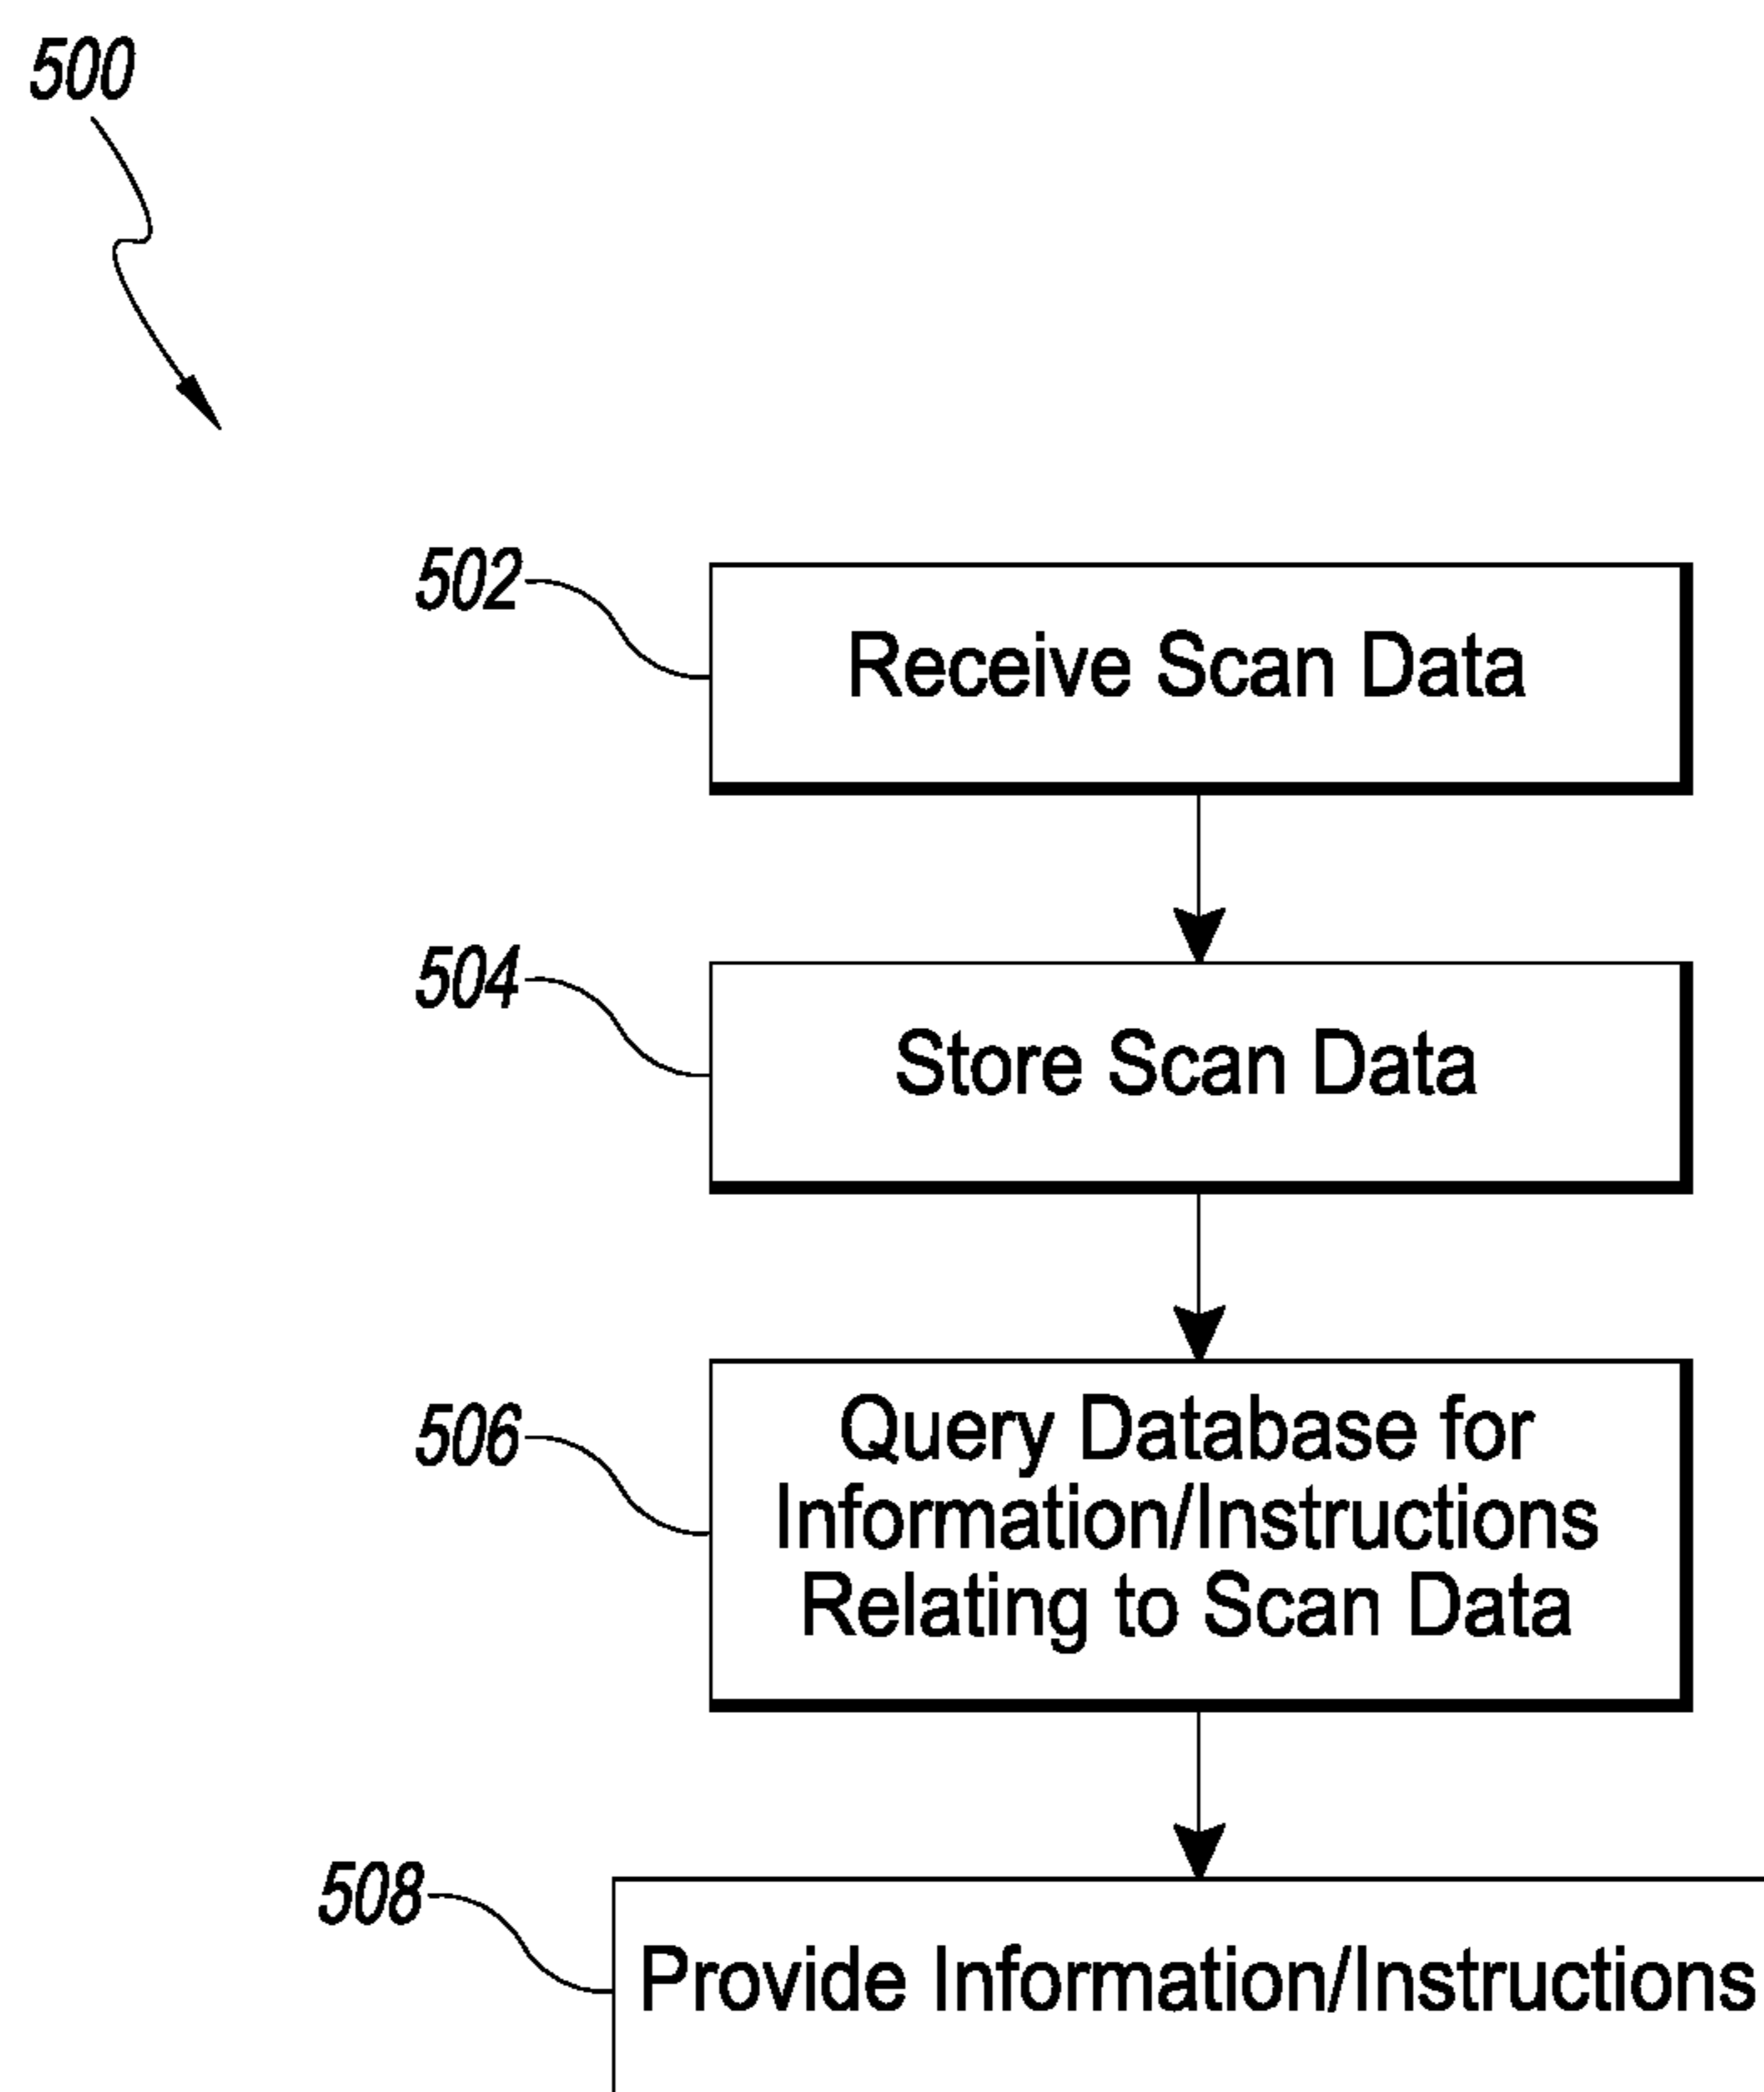 500
502
Receive Scan Data
504
Store Scan Data
506
Query Database for
Information/Instructions
Relating to Scan Data
508
Provide Information/Instructions